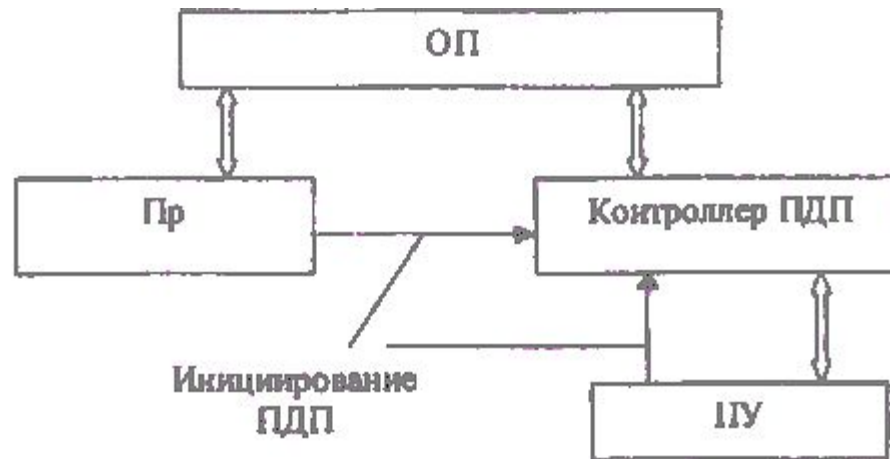 ОП
Пр
Контроллер ПДП
Инициирование
ПДП
ПУ